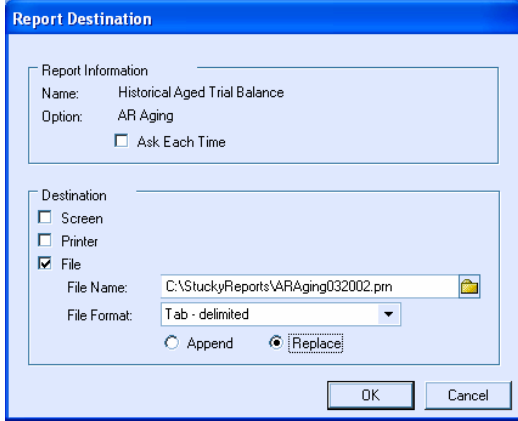 Report Destination
Report Information
Name: Historical Aged Trial Balance
Option: AR Aging
Ask Each Time
Destination
Screen
Printer
File
File Name: C:\StuckyReports\ARAging032002.prn
File Format: Tab - delimited
Append Replace
OK Cancel